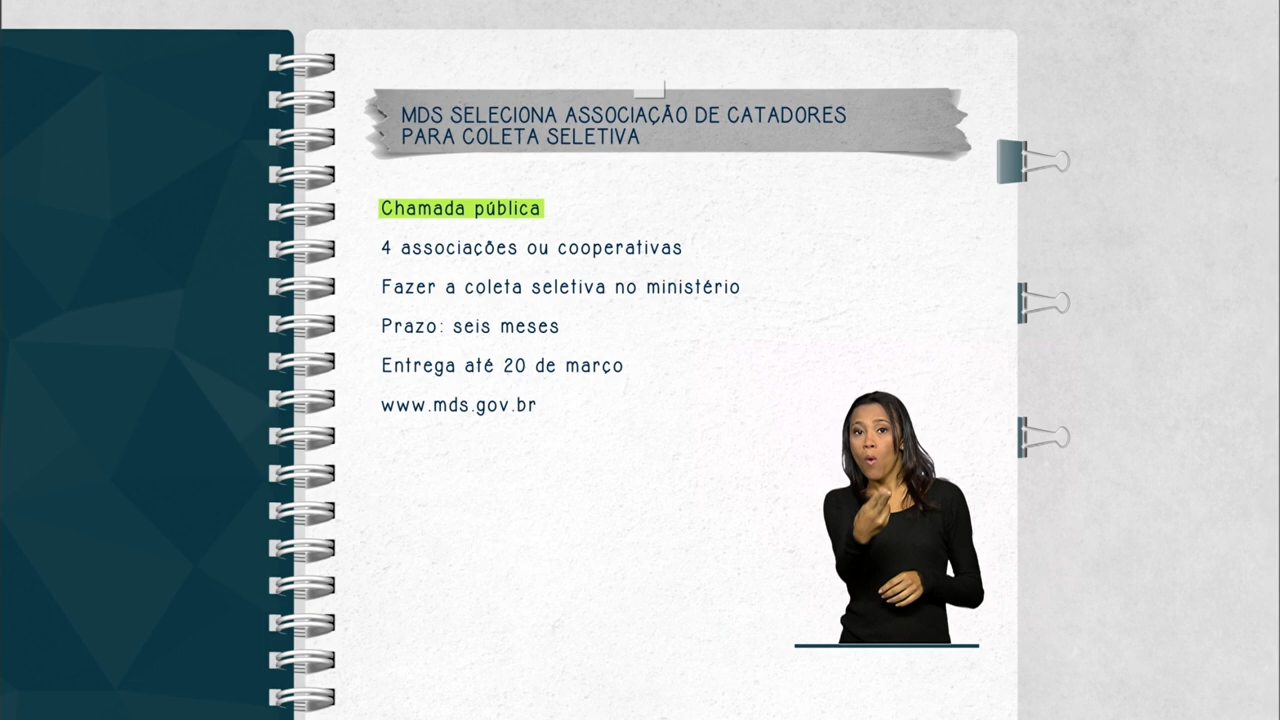 MDS SELECIONA ASSOCIAÇÃO DE CATADORES
PARA COLETA SELETIVA
Chamada pública
4 associações ou cooperativas
Fazer a coleta seletiva no ministério
Prazo: seis meses
Entrega até 20 de março
www.mds.gov.br